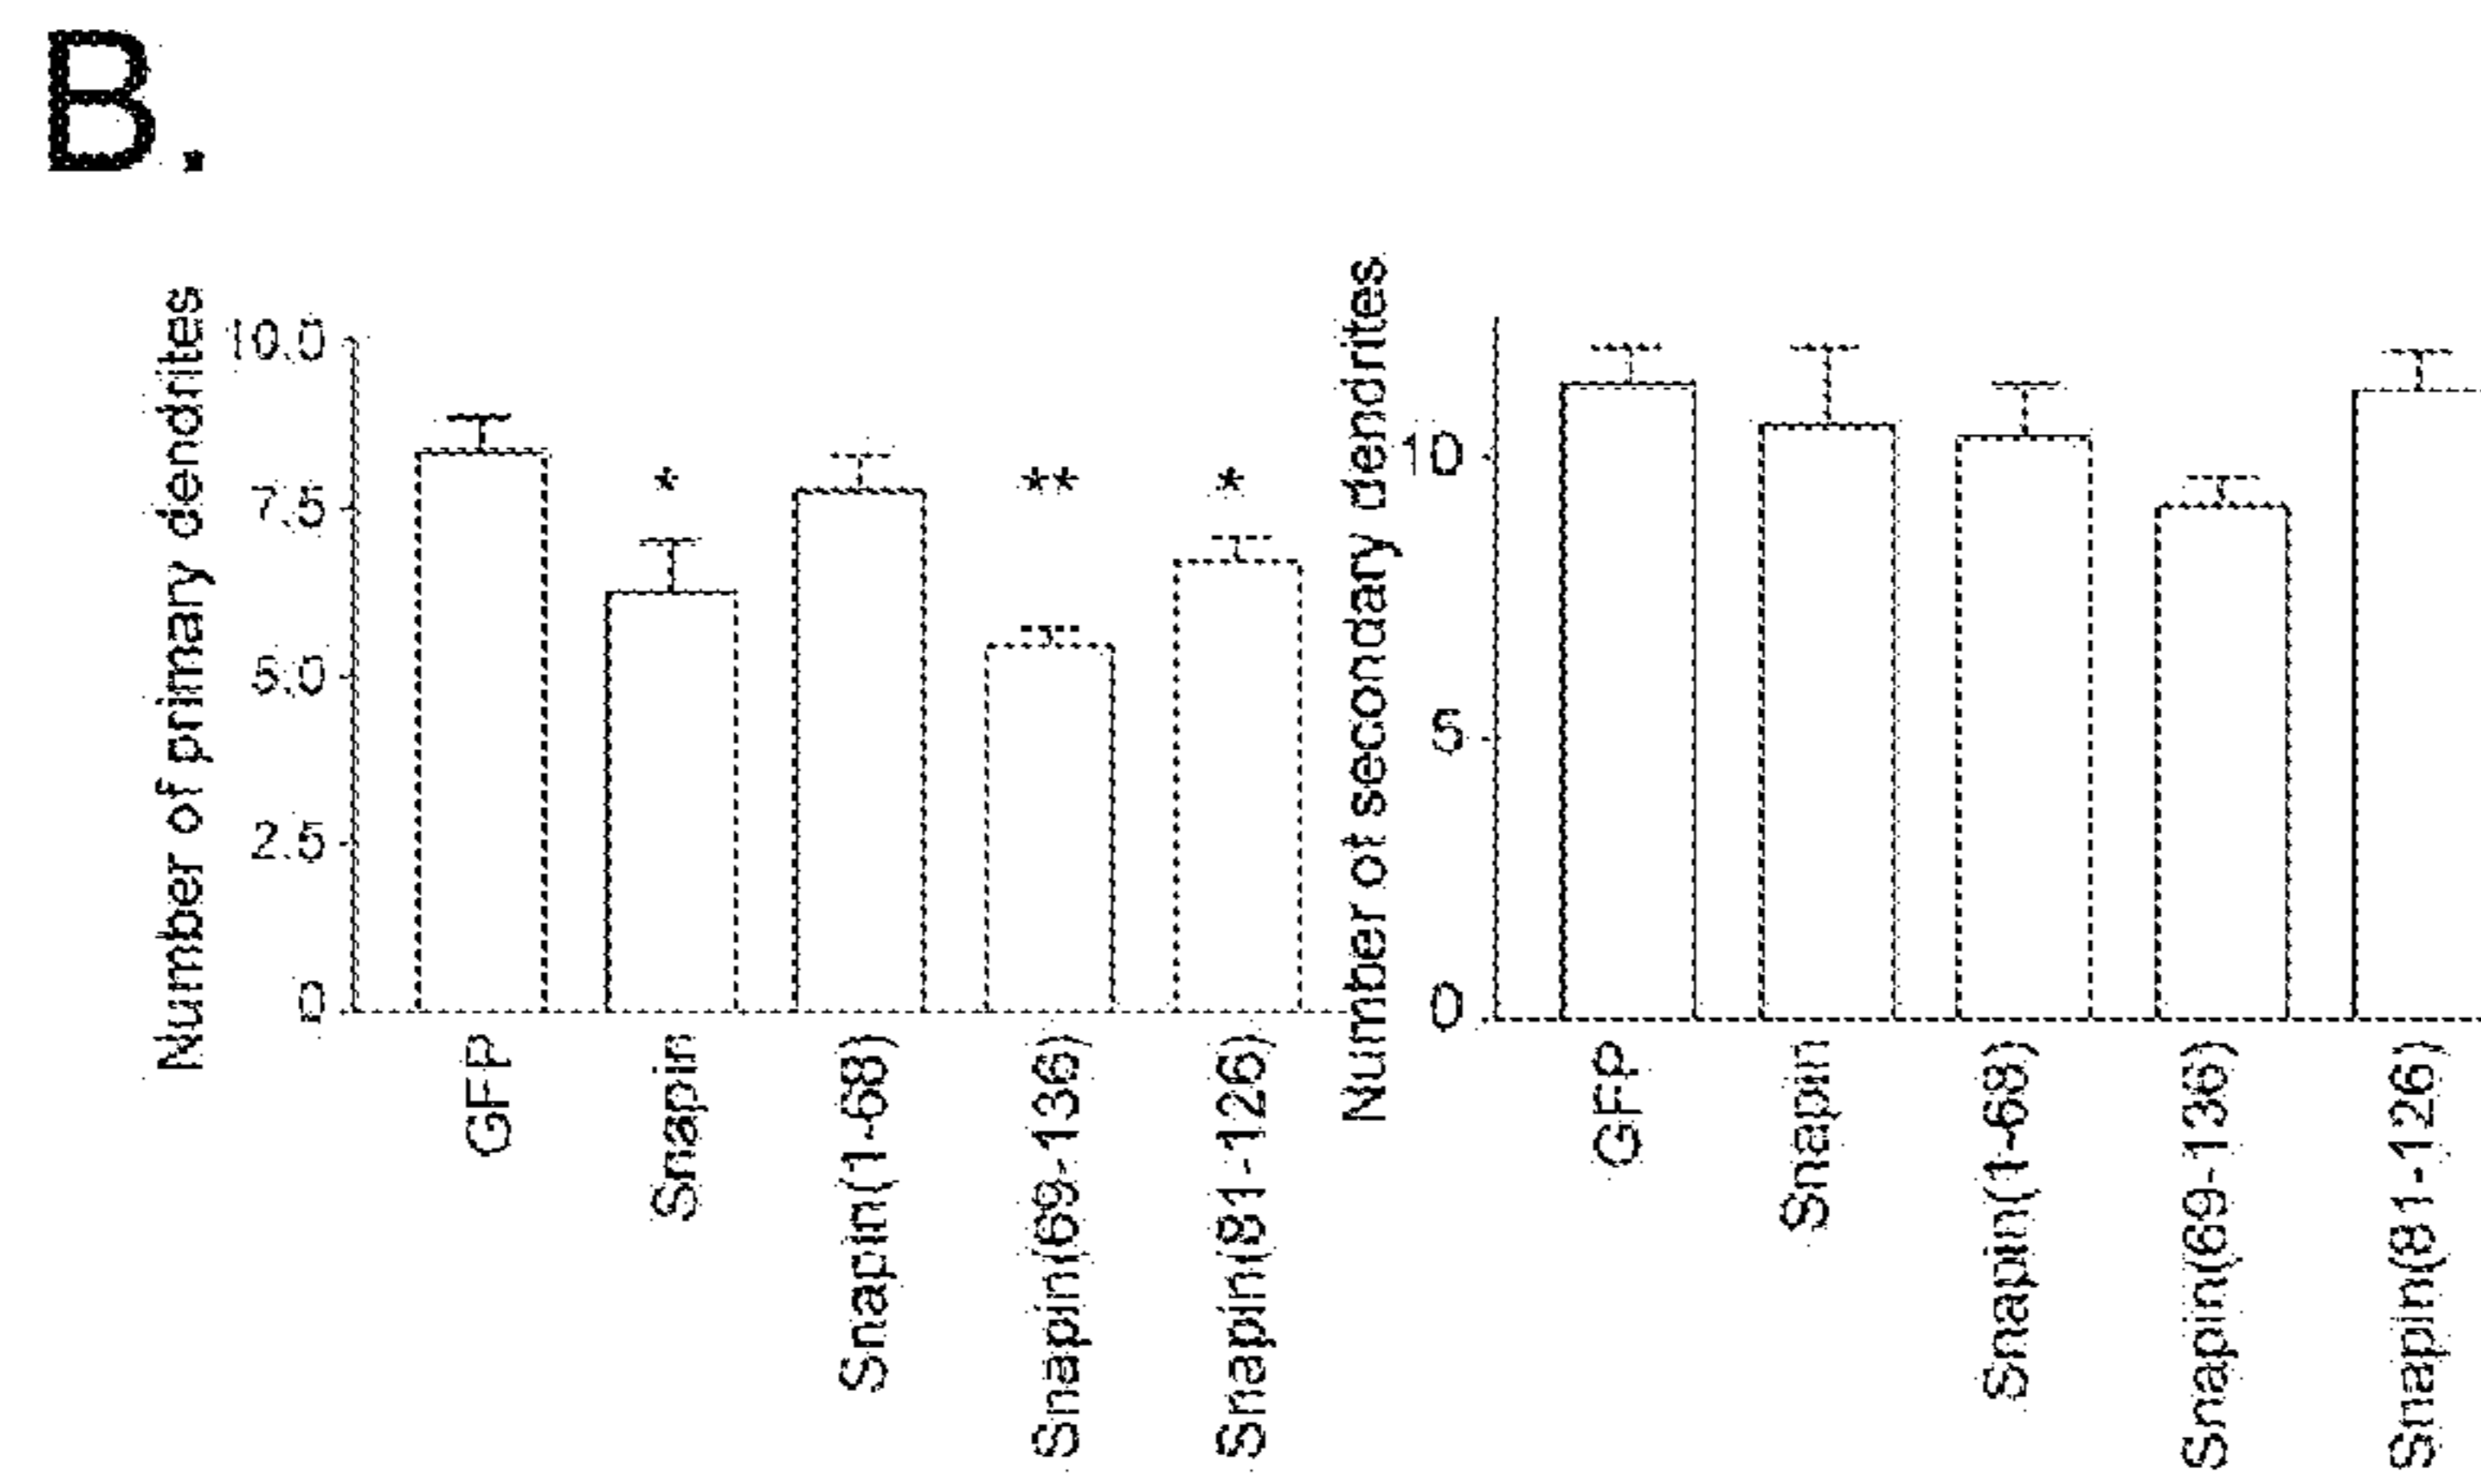 B.
Number of primary dendrites
10.0
7.5
5.0
2.5
0
*
**
*
GFP
Snapin
Snapin(1-68)
Snapin(69-136)
Snapin(81-126)
Number of secondary dendrites
10
5
0
GFP
Snapin
Snapin(1-68)
Snapin(69-136)
Snapin(81-126)